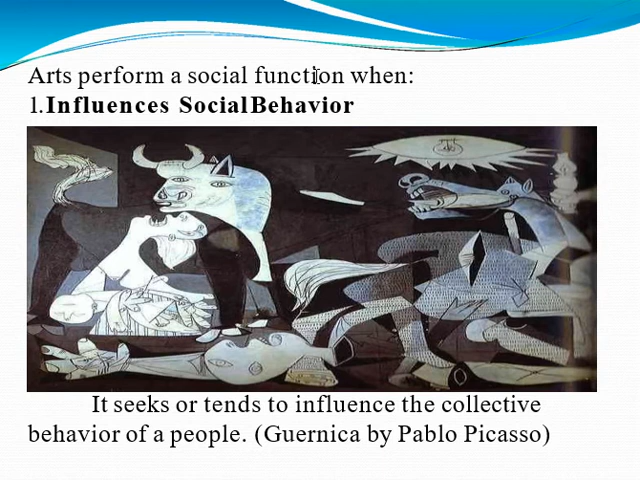 Arts perform a social function when:
1.Influences Social Behavior
It seeks or tends to influence the collective
behavior of a people. (Guernica by Pablo Picasso)